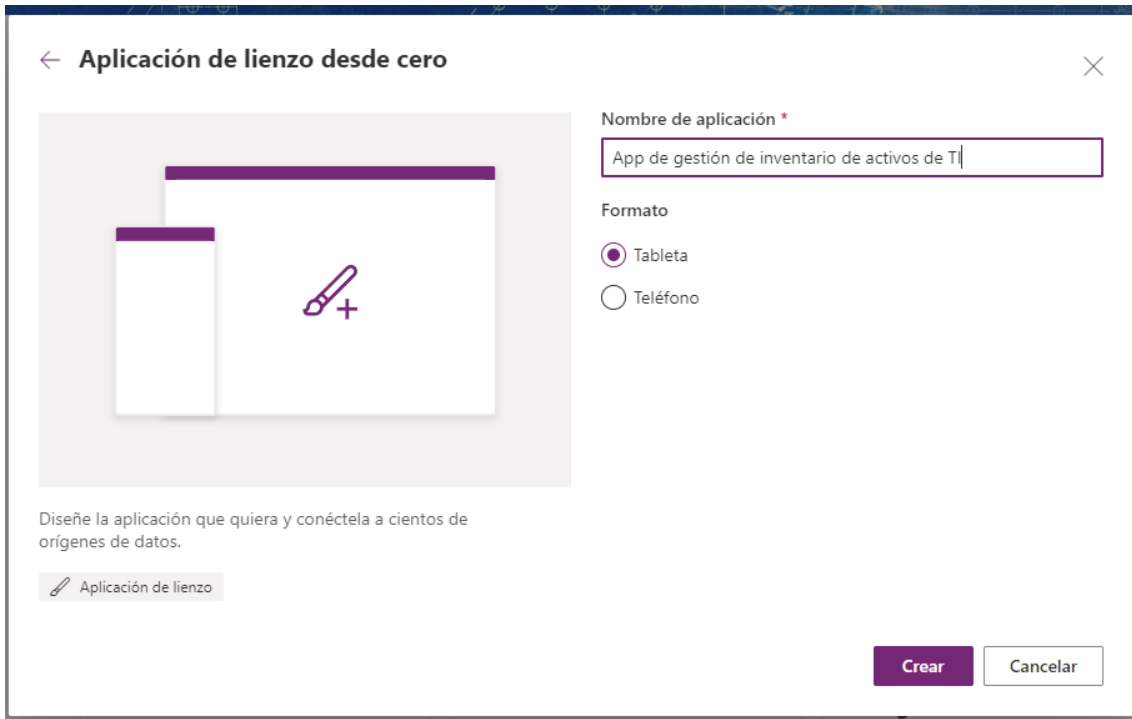 Aplicación de lienzo desde cero
Nombre de aplicación *
App de gestión de inventario de activos de TI
Formato
Tableta
Teléfono
Diseñe la aplicación que quiera y conéctela a cientos de
orígenes de datos.
Aplicación de lienzo
Crear
Cancelar